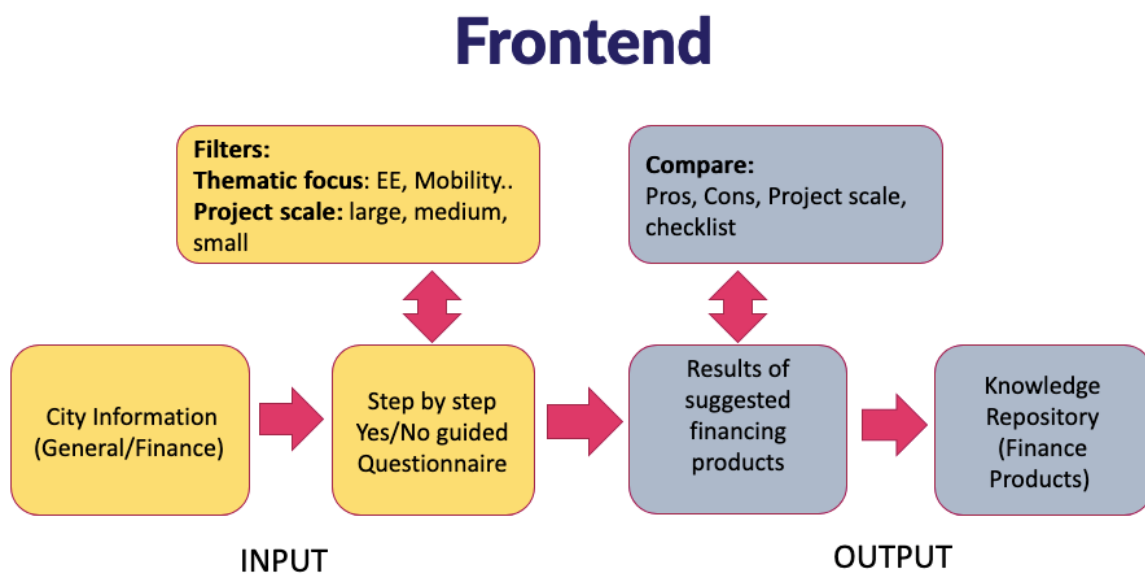 Frontend
Filters:
Thematic focus: EE, Mobility..
Project scale: large, medium,
small
Compare:
Pros, Cons, Project scale,
checklist
City Information
(General/Finance)
Step by step
Yes/No guided
Questionnaire
Results of
suggested
financing
products
Knowledge
Repository
(Finance
Products)
INPUT
OUTPUT